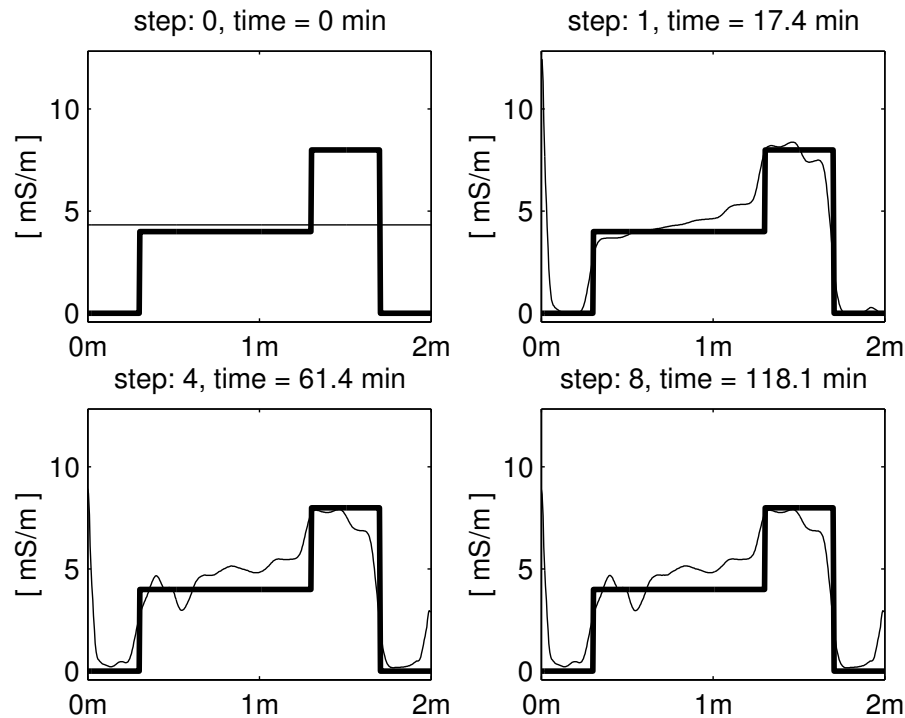 step: 0, time = 0 min
[ mS/m ]
10
5
0
0m
1m
2m
step: 1, time = 17.4 min
[ mS/m ]
10
5
0
0m
1m
2m
step: 4, time = 61.4 min
[ mS/m ]
10
5
0
0m
1m
2m
step: 8, time = 118.1 min
[ mS/m ]
10
5
0
0m
1m
2m